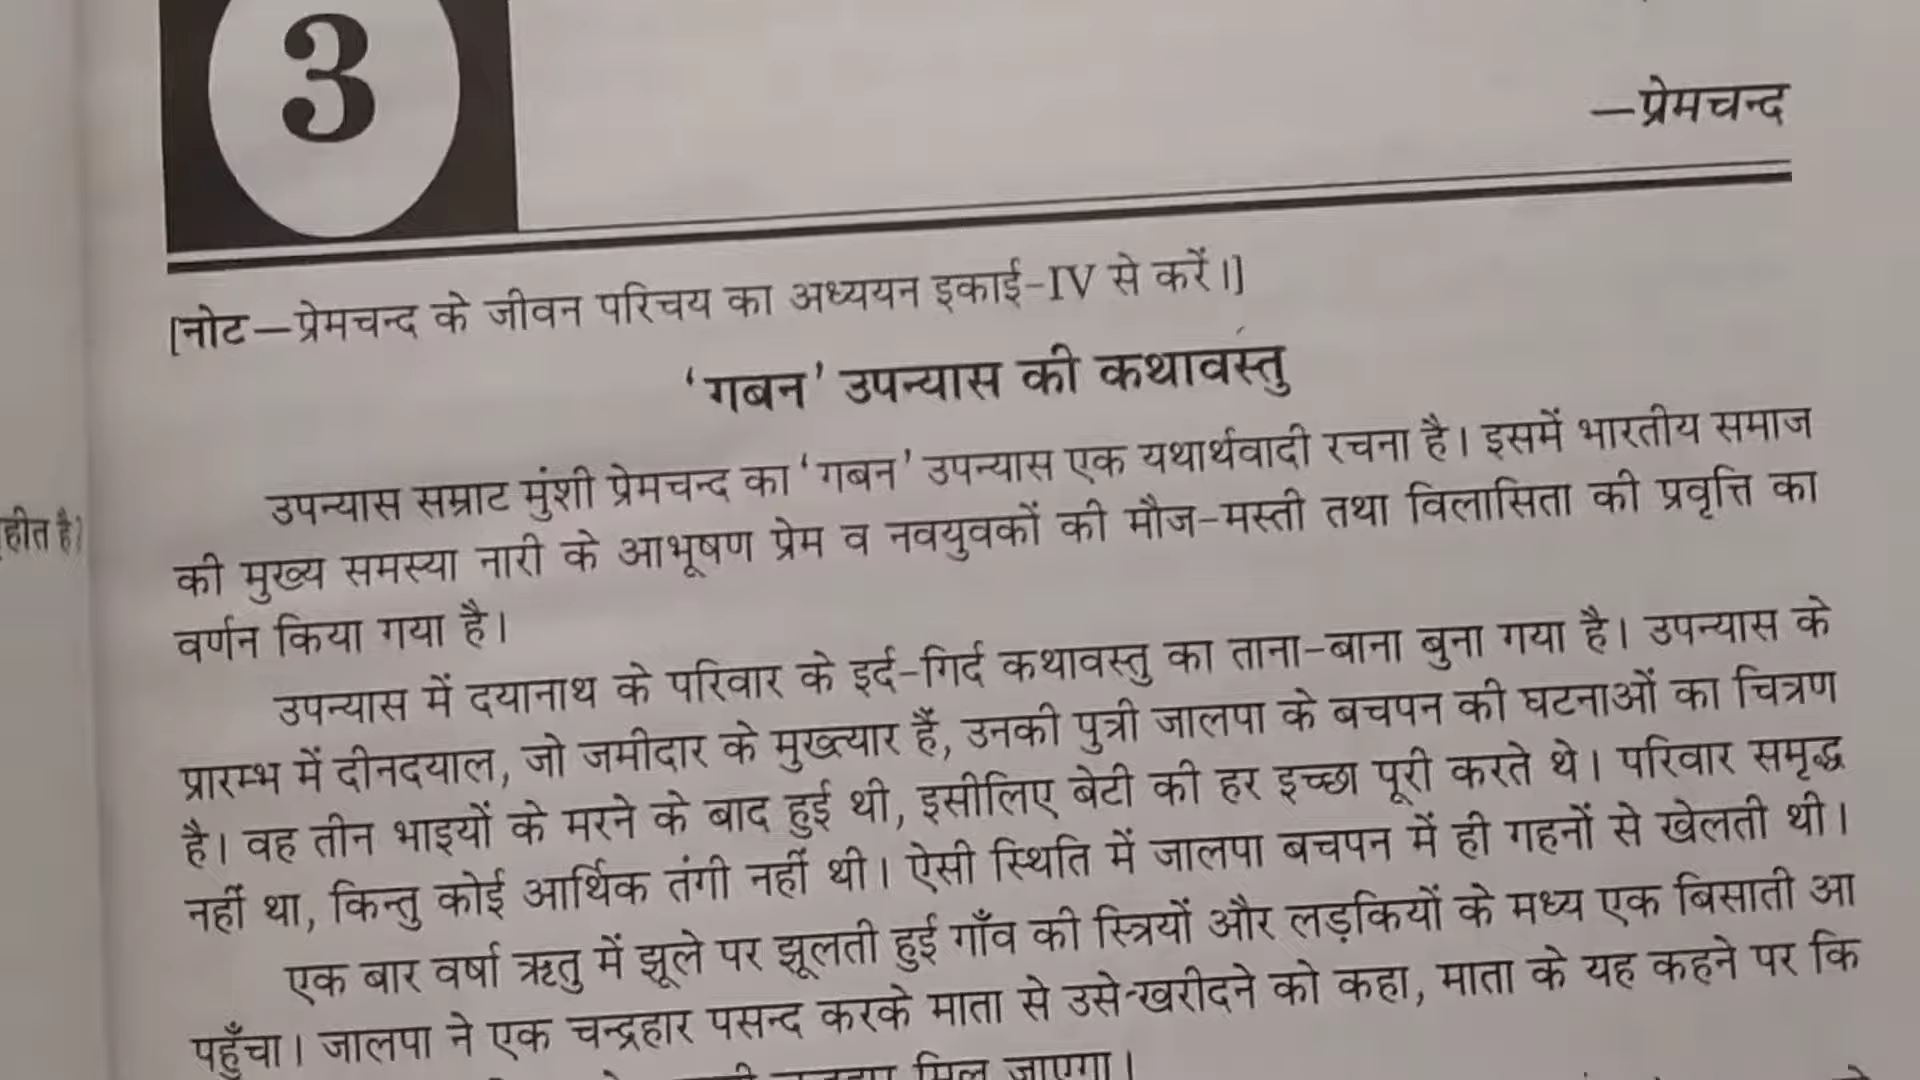 3
—प्रेमचन्द
[नोट—प्रेमचन्द के जीवन परिचय का अध्ययन इकाई-IV से करें।]
'गबन' उपन्यास की कथावस्तु
उपन्यास सम्राट मुंशी प्रेमचन्द का 'गबन' उपन्यास एक यथार्थवादी रचना है। इसमें भारतीय समाज
की मुख्य समस्या नारी के आभूषण प्रेम व नवयुवकों की मौज-मस्ती तथा विलासिता की प्रवृत्ति का
वर्णन किया गया है।
उपन्यास में दयानाथ के परिवार के इर्द-गिर्द कथावस्तु का ताना-बाना बुना गया है। उपन्यास के
प्रारम्भ में दीनदयाल, जो जमीदार के मुख्त्यार हैं, उनकी पुत्री जालपा के बचपन की घटनाओं का चित्रण
है। वह तीन भाइयों के मरने के बाद हुई थी, इसीलिए बेटी की हर इच्छा पूरी करते थे। परिवार समृद्ध
नहीं था, किन्तु कोई आर्थिक तंगी नहीं थी। ऐसी स्थिति में जालपा बचपन में ही गहनों से खेलती थी।
एक बार वर्षा ऋतु में झूले पर झूलती हुई गाँव की स्त्रियों और लड़कियों के मध्य एक बिसाती आ
पहुँचा। जालपा ने एक चन्द्रहार पसन्द करके माता से उसे खरीदने को कहा, माता के यह कहने पर कि
मिल जाएगा।
हीत है।